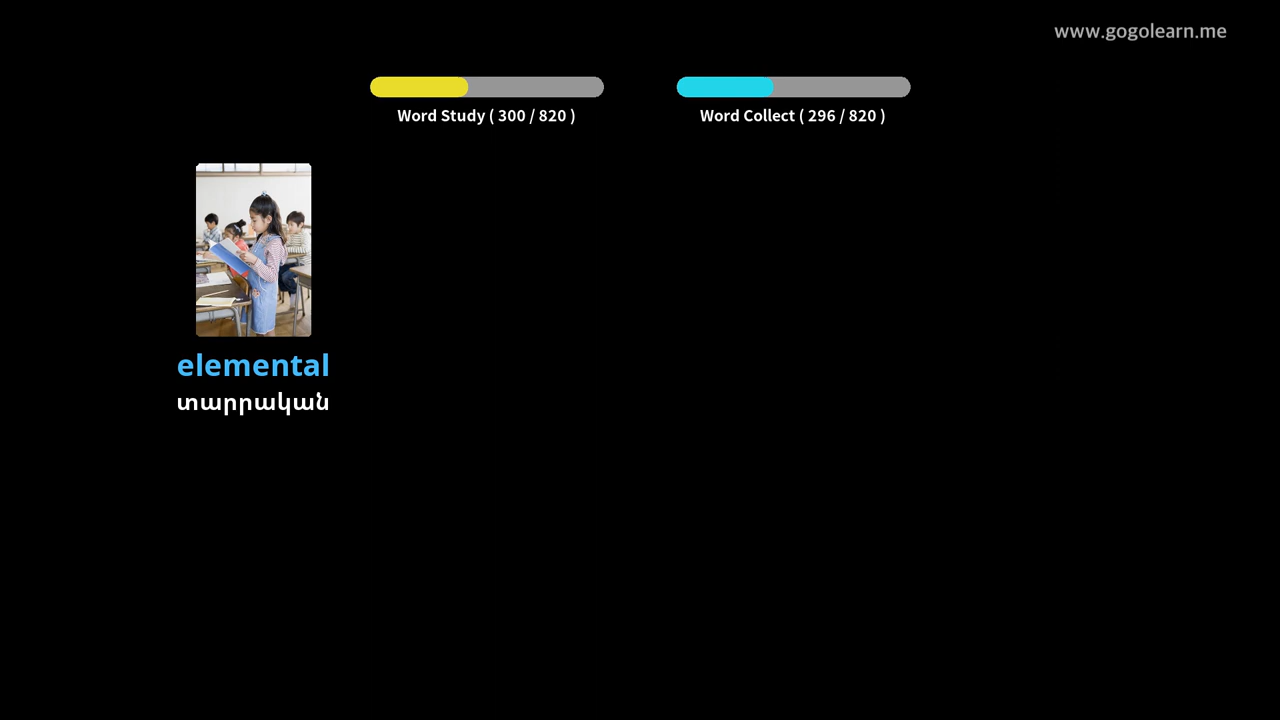 www.gogolearn.me
Word Study ( 300 / 820 )
Word Collect ( 296 / 820 )
elemental
տարրական